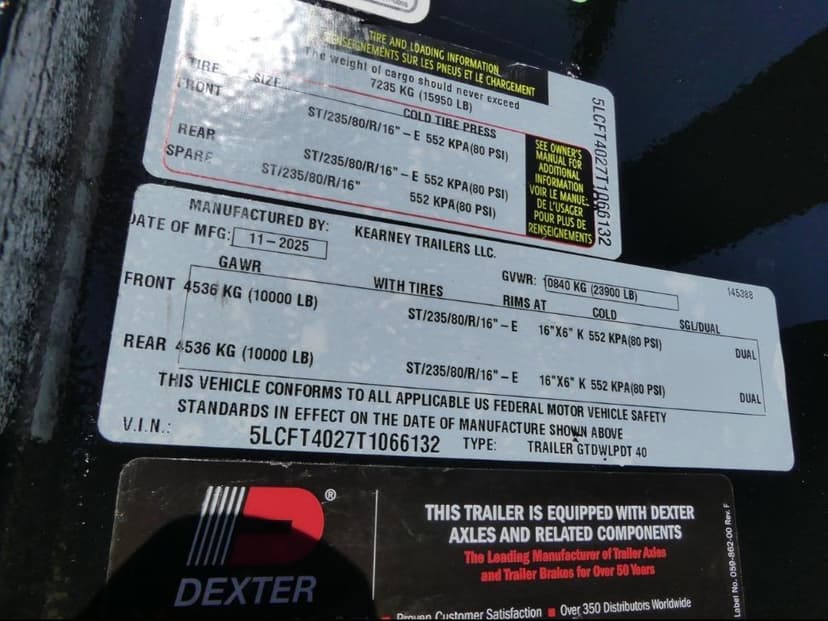 TIRE AND LOADING INFORMATION
RENSEIGNEMENTS SUR LES PNEUS ET LE CHARGEMENT
The weight of cargo should never exceed
7235 KG (15950 LB)
TIRE SIZE COLD TIRE PRESS
FRONT ST/235/80/R/16" – E 552 KPA(80 PSI)
REAR ST/235/80/R/16" – E 552 KPA(80 PSI)
SPARE ST/235/80/R/16" 552 KPA(80 PSI)
SEE OWNER'S
MANUAL FOR
ADDITIONAL
INFORMATION
VOIR LE MANUEL
DE L'USAGER
POUR PLUS DE
RENSEIGNEMENTS
5LCFT4027T1066132
MANUFACTURED BY: KEARNEY TRAILERS LLC.
DATE OF MFG: 11–2025
GVWR: 10840 KG (23900 LB)
145388
GAWR WITH TIRES RIMS AT COLD SGL/DUAL
FRONT 4536 KG (10000 LB) ST/235/80/R/16" – E 16"X6" K 552 KPA(80 PSI) DUAL
REAR 4536 KG (10000 LB) ST/235/80/R/16" – E 16"X6" K 552 KPA(80 PSI) DUAL
THIS VEHICLE CONFORMS TO ALL APPLICABLE US FEDERAL MOTOR VEHICLE SAFETY
STANDARDS IN EFFECT ON THE DATE OF MANUFACTURE SHOWN ABOVE
V.I.N.: 5LCFT4027T1066132 TYPE: TRAILER GTDWLPDT 40
®
DEXTER
THIS TRAILER IS EQUIPPED WITH DEXTER
AXLES AND RELATED COMPONENTS
The Leading Manufacturer of Trailer Axles
and Trailer Brakes for Over 50 Years
Proven Customer Satisfaction ■ Over 350 Distributors Worldwide
Label No. 059-862-00 Rev. F